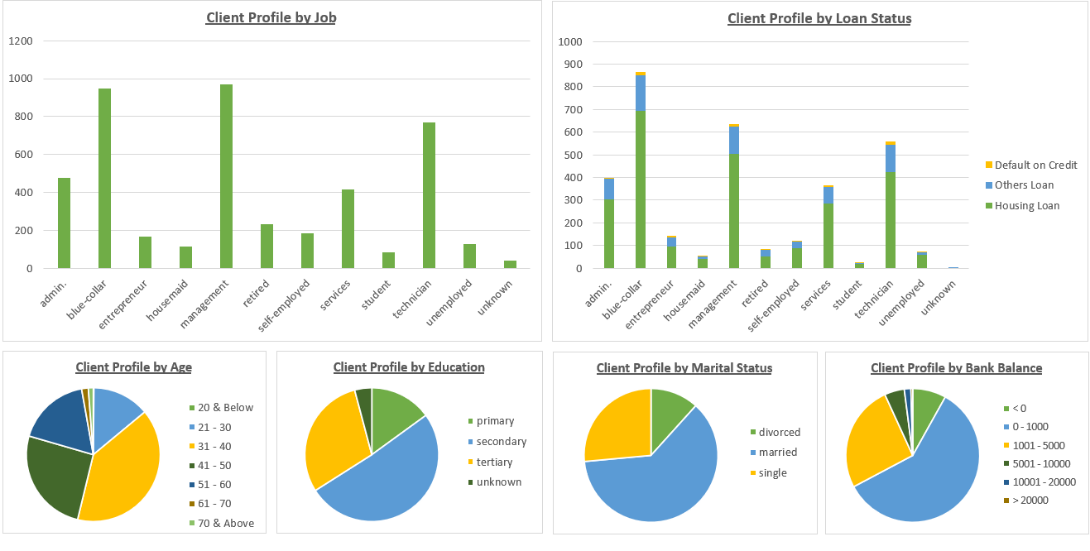 Client Profile by Job
1200
1000
800
600
400
200
0
admin.
blue-collar
entrepreneur
housemaid
management
retired
self-employed
services
student
technician
unemployed
unknown
Client Profile by Loan Status
1000
900
800
700
600
500
400
300
200
100
0
admin.
blue-collar
entrepreneur
housemaid
management
retired
self-employed
services
student
technician
unemployed
unknown
Default on Credit
Others Loan
Housing Loan
Client Profile by Age
20 & Below
21 - 30
31 - 40
41 - 50
51 - 60
61 - 70
70 & Above
Client Profile by Education
primary
secondary
tertiary
unknown
Client Profile by Marital Status
divorced
married
single
Client Profile by Bank Balance
< 0
0 - 1000
1001 - 5000
5001 - 10000
10001 - 20000
> 20000